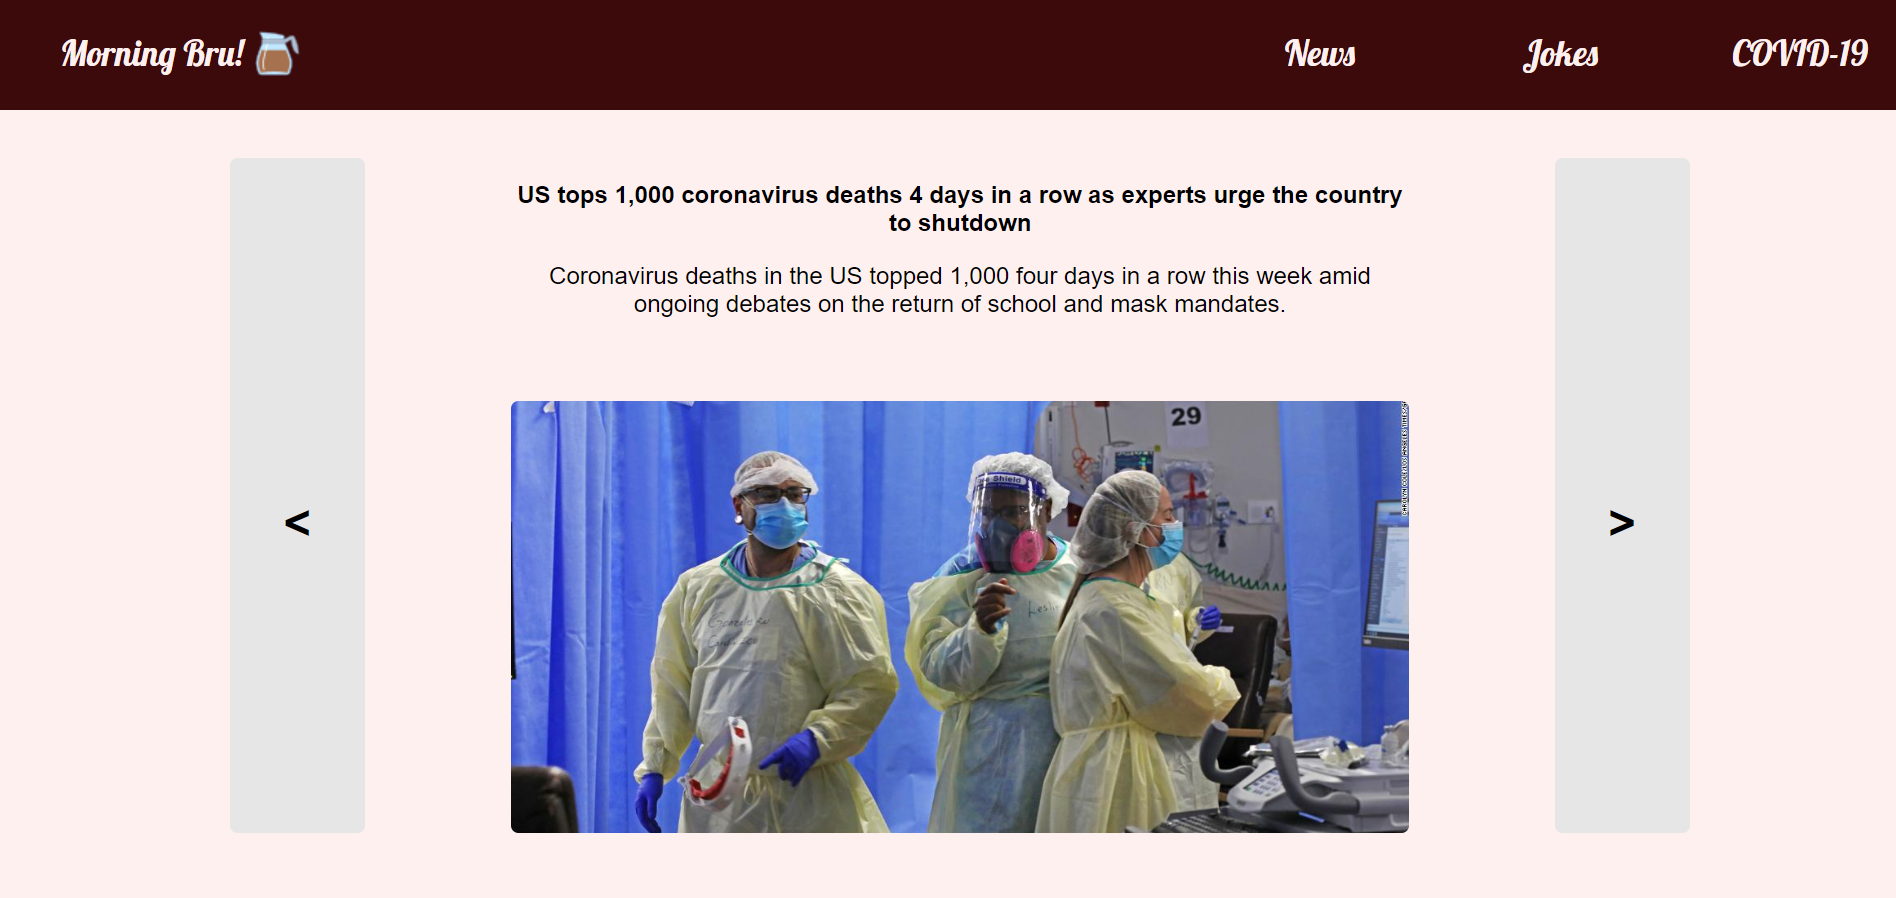 Morning Bru!
News
Jokes
COVID-19
US tops 1,000 coronavirus deaths 4 days in a row as experts urge the country
to shutdown
Coronavirus deaths in the US topped 1,000 four days in a row this week amid
ongoing debates on the return of school and mask mandates.
<
>
29
Shield